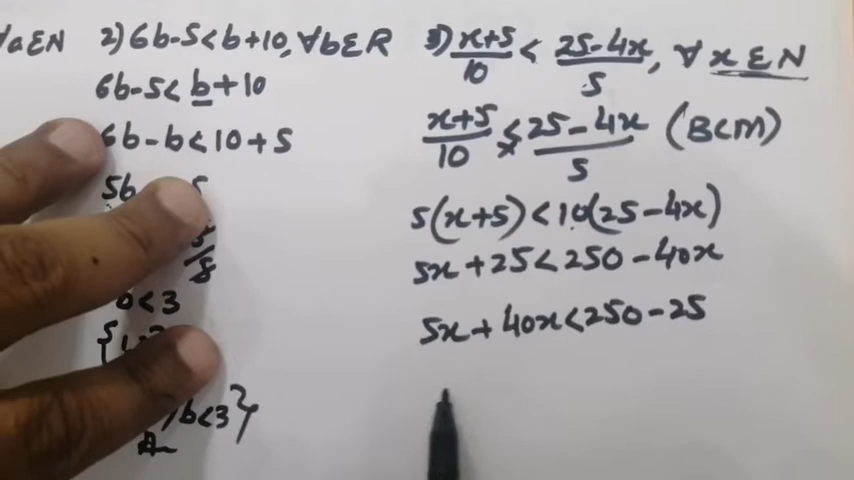 ∀a∈N
2) 6b-5<b+10, ∀b∈R
6b-5<b+10
6b-b<10+5
5b
b<3
b<3}
3) x+5/10 < 25-4x/5, ∀ x∈N
x+5/10 < 25-4x/5 (BCM)
5(x+5)<10(25-4x)
5x+25<250-40x
5x+40x<250-25